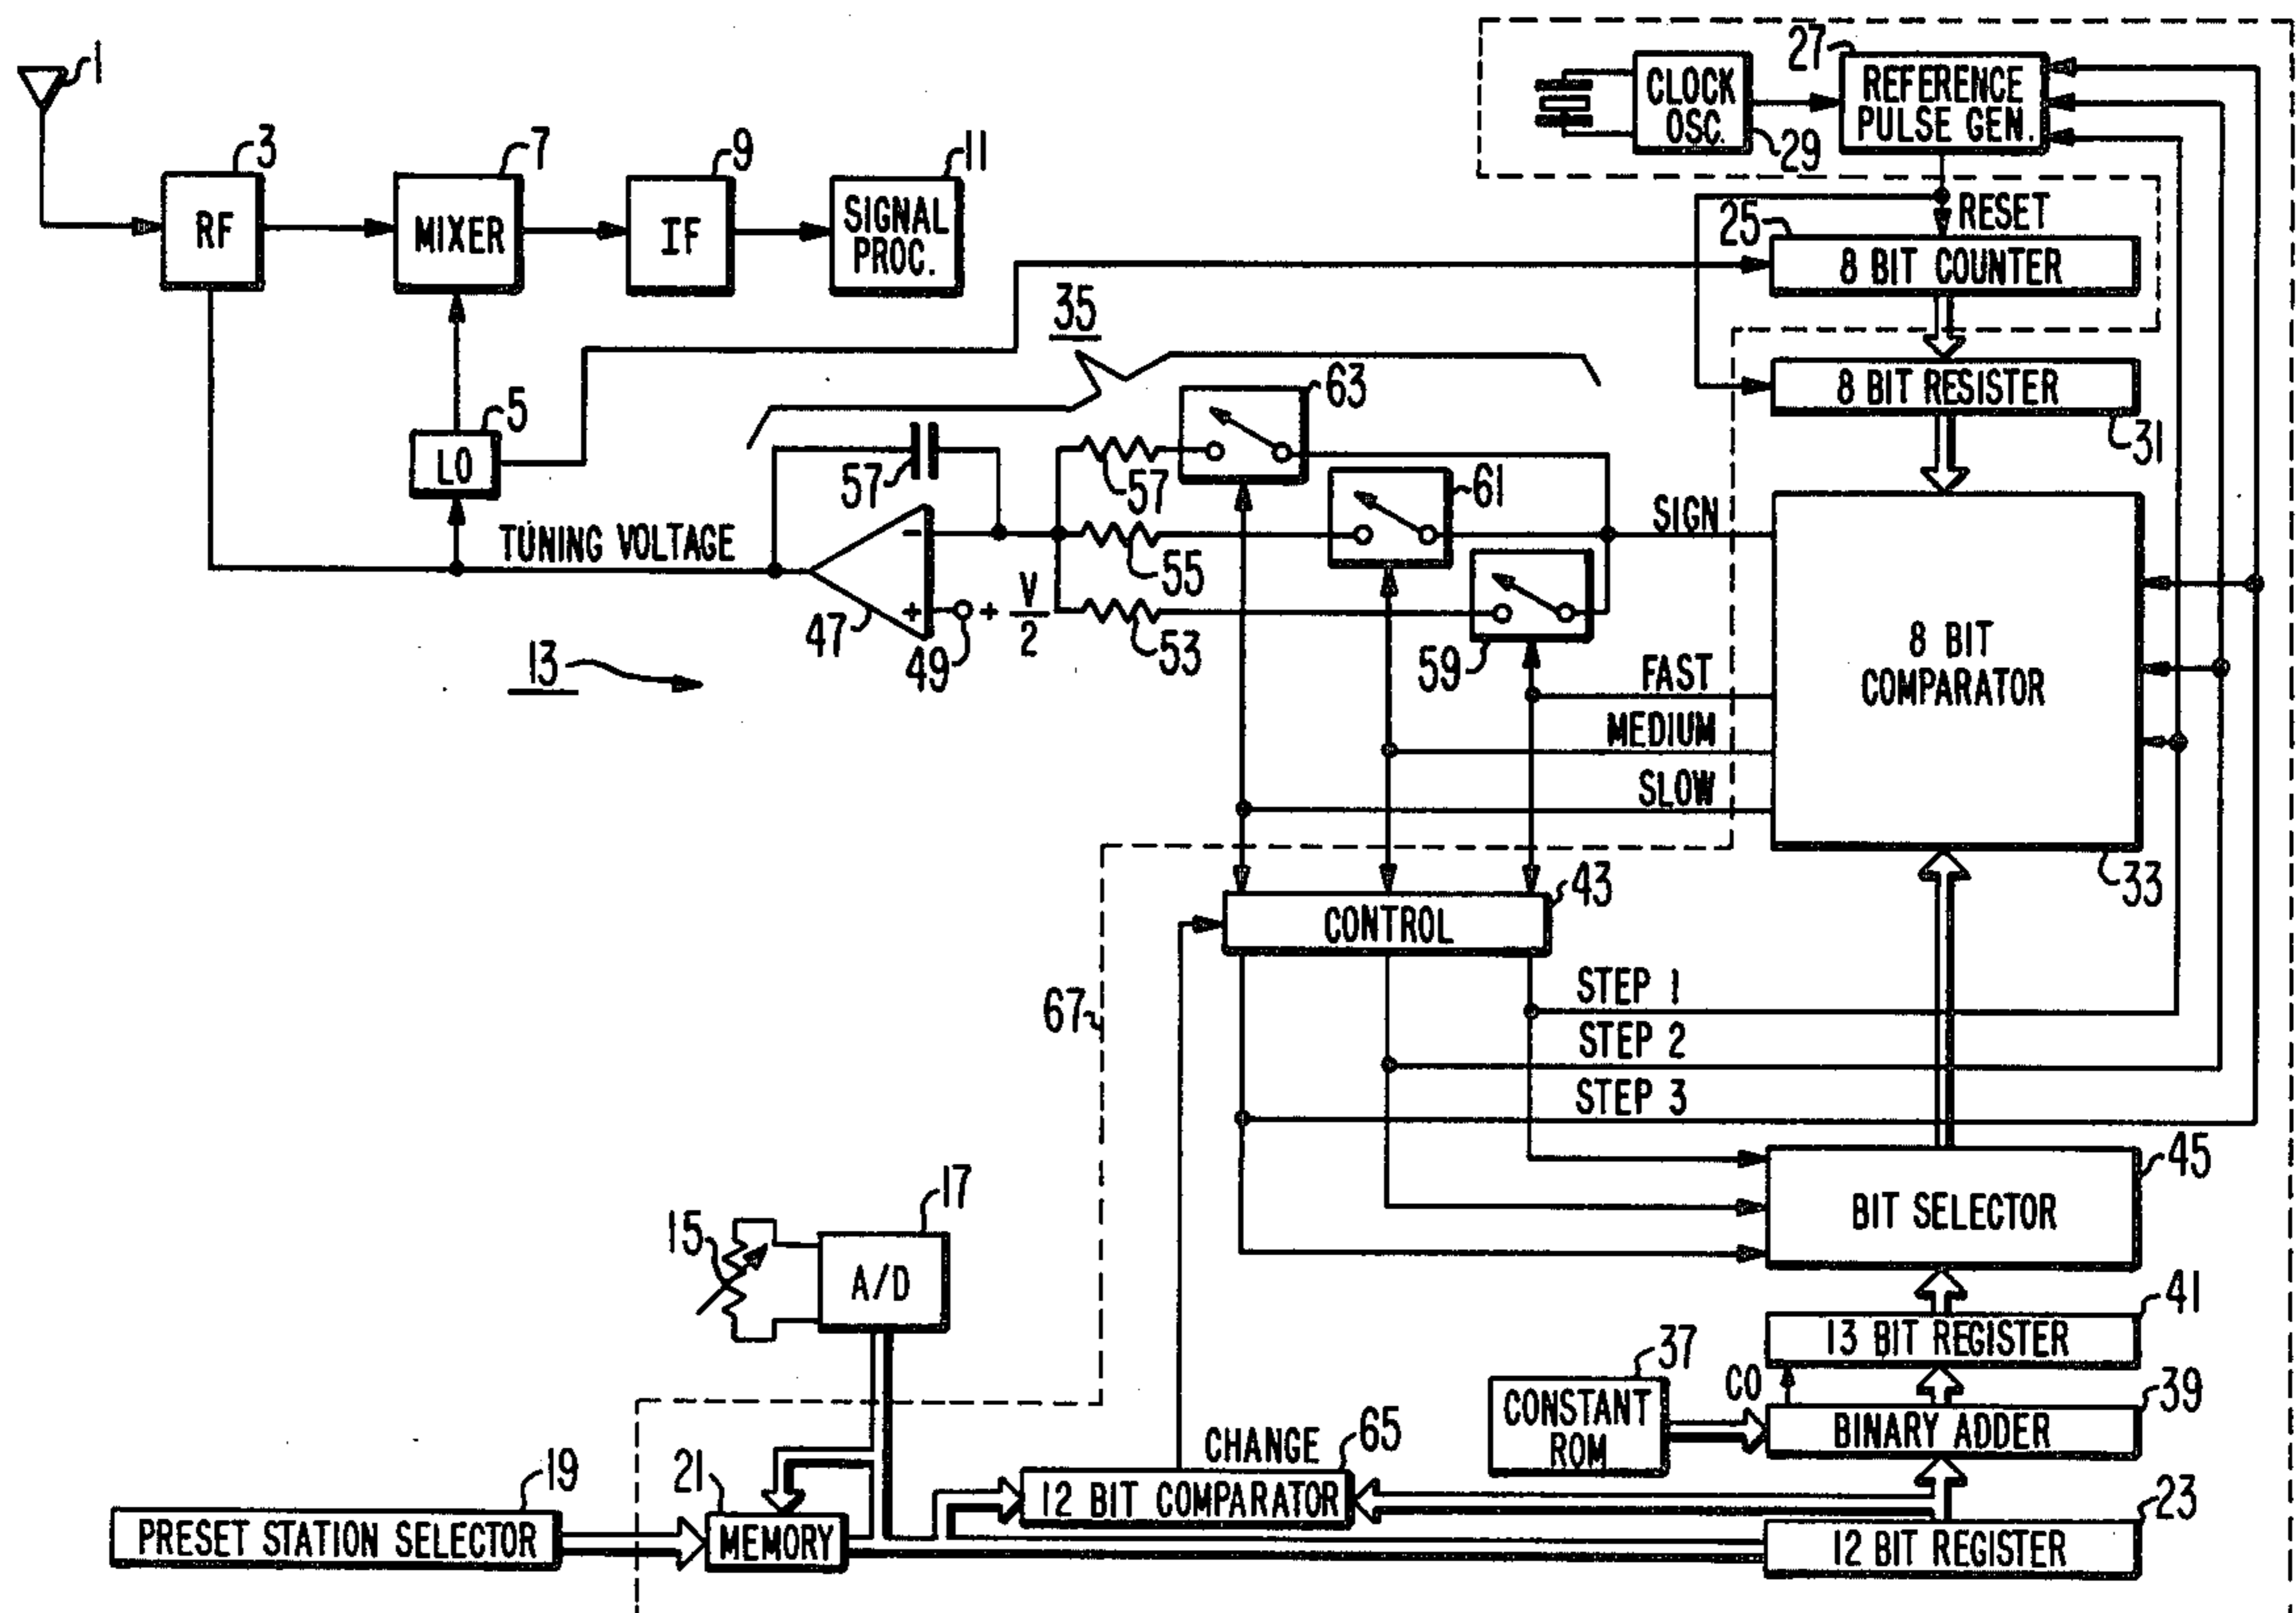 1
3
RF
7
MIXER
9
IF
11
SIGNAL
PROC.
5
LO
TUNING VOLTAGE
13
35
57
47
49
+ V/2
-
+
57
55
53
63
61
59
SIGN
FAST
MEDIUM
SLOW
CLOCK
OSC.
29
27
REFERENCE
PULSE GEN.
RESET
25
8 BIT COUNTER
8 BIT RESISTER
31
8 BIT
COMPARATOR
33
43
CONTROL
67
STEP 1
STEP 2
STEP 3
45
BIT SELECTOR
41
13 BIT REGISTER
37
CONSTANT
ROM
CO
39
BINARY ADDER
15
17
A/D
19
PRESET STATION SELECTOR
21
MEMORY
CHANGE
65
12 BIT COMPARATOR
23
12 BIT REGISTER